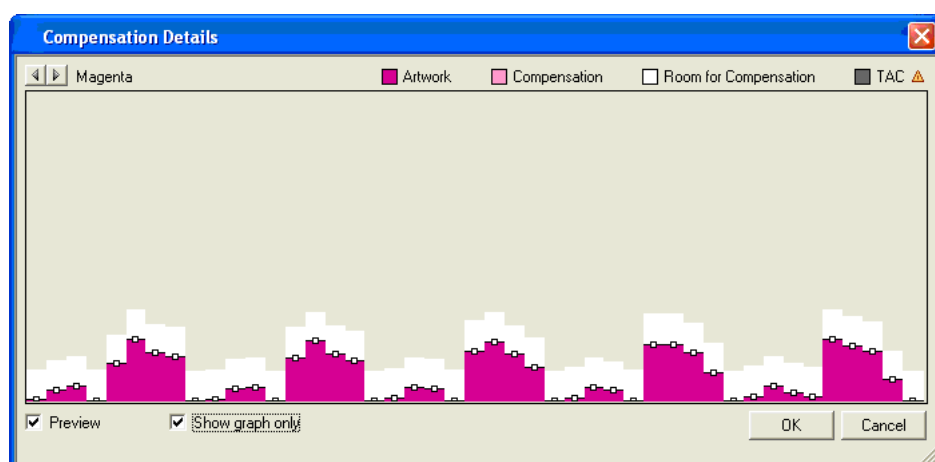 Compensation Details
Magenta Artwork Compensation Room for Compensation TAC
Preview Show graph only OK Cancel